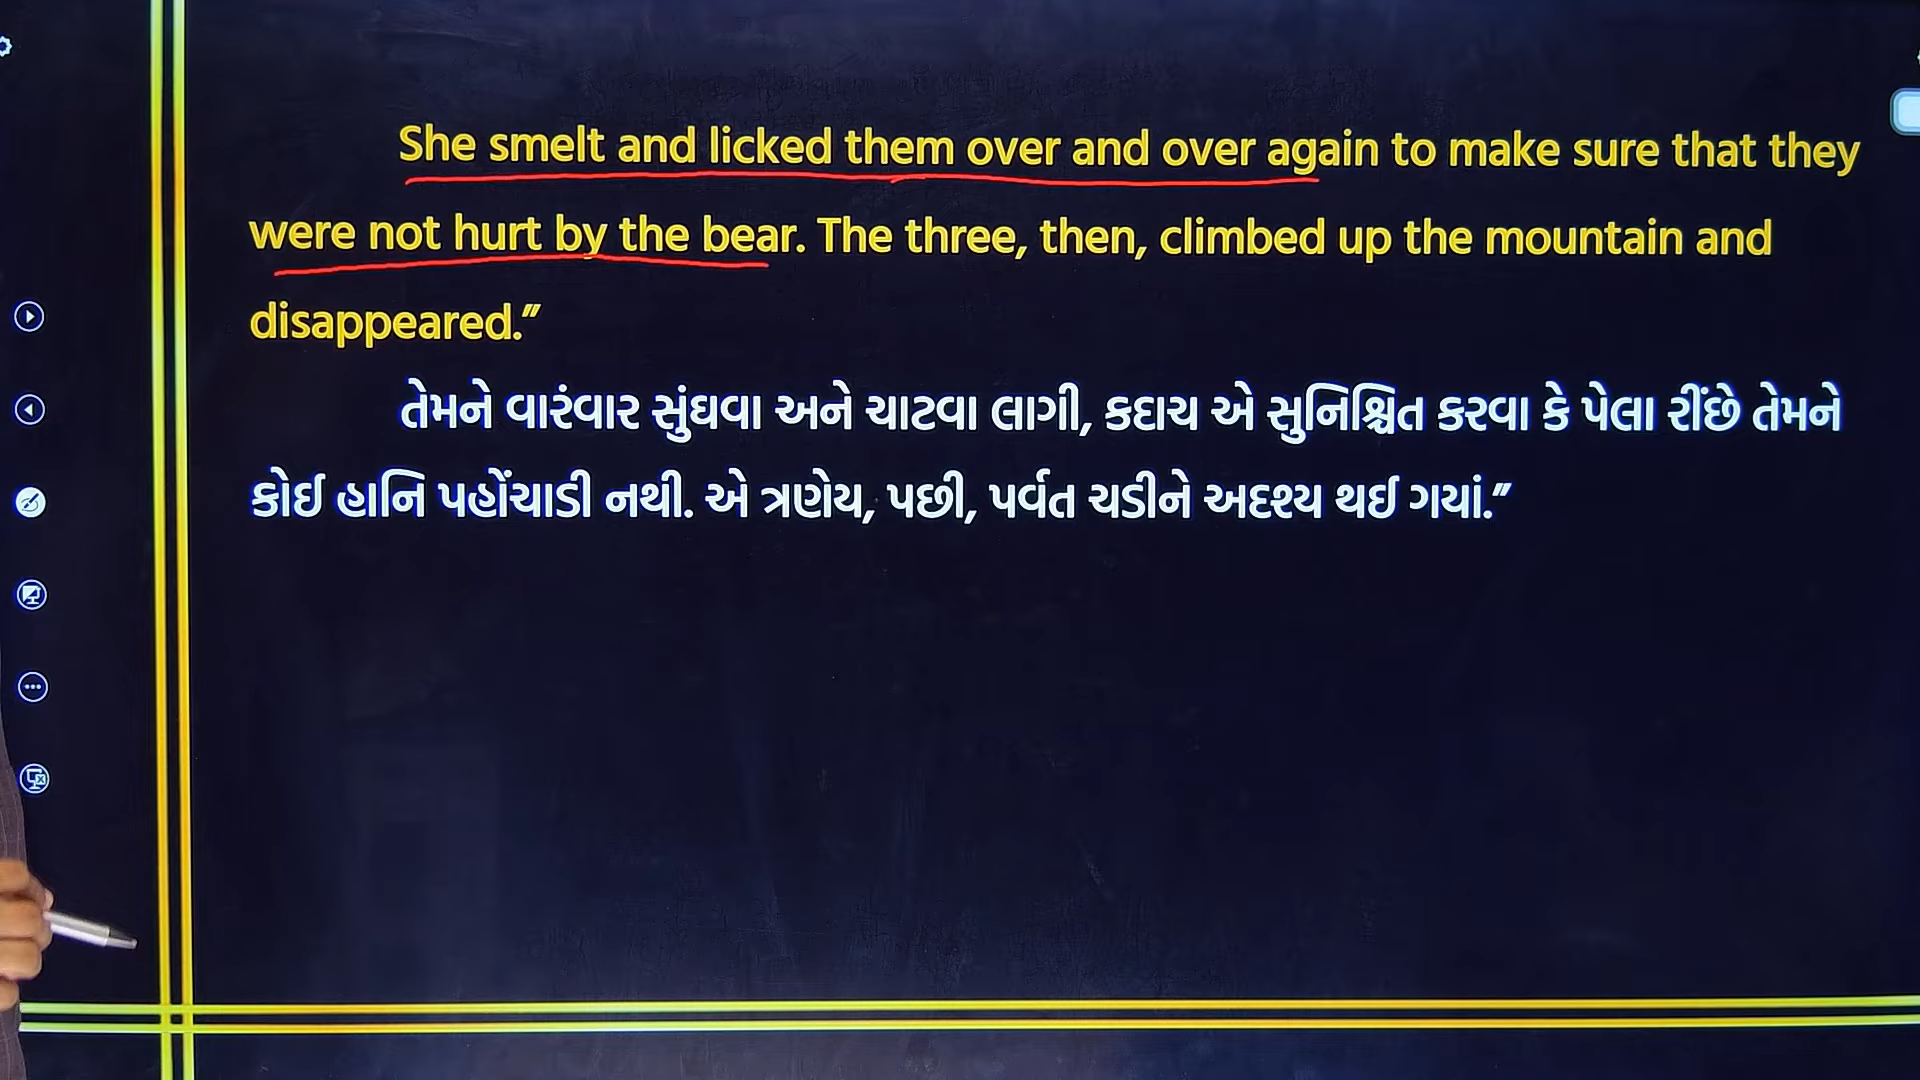 She smelt and licked them over and over again to make sure that they
were not hurt by the bear. The three, then, climbed up the mountain and
disappeared.”
તેમને વારંવાર સુંઘવા અને ચાટવા લાગી, કદાચ એ સુનિશ્ચિત કરવા કે પેલા રીંછે તેમને
કોઈ હાનિ પહોંચાડી નથી. એ ત્રણેય, પછી, પર્વત ચડીને અદશ્ય થઈ ગયાં.”